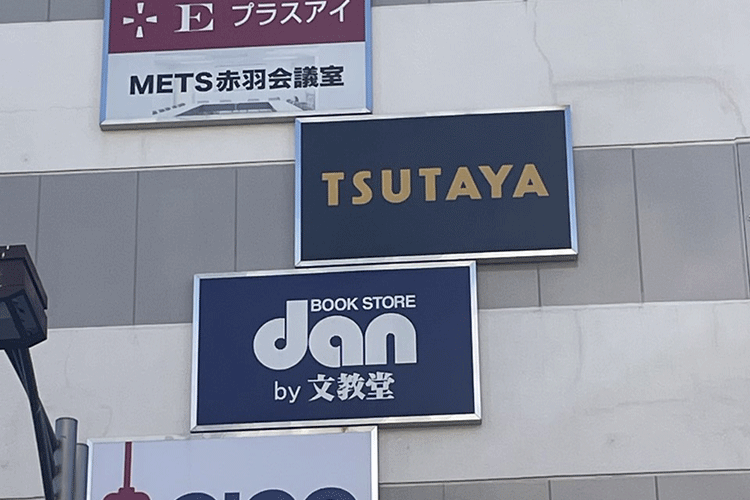 E プラスアイ
METS赤羽会議室
TSUTAYA
BOOK STORE
dan
by 文教堂